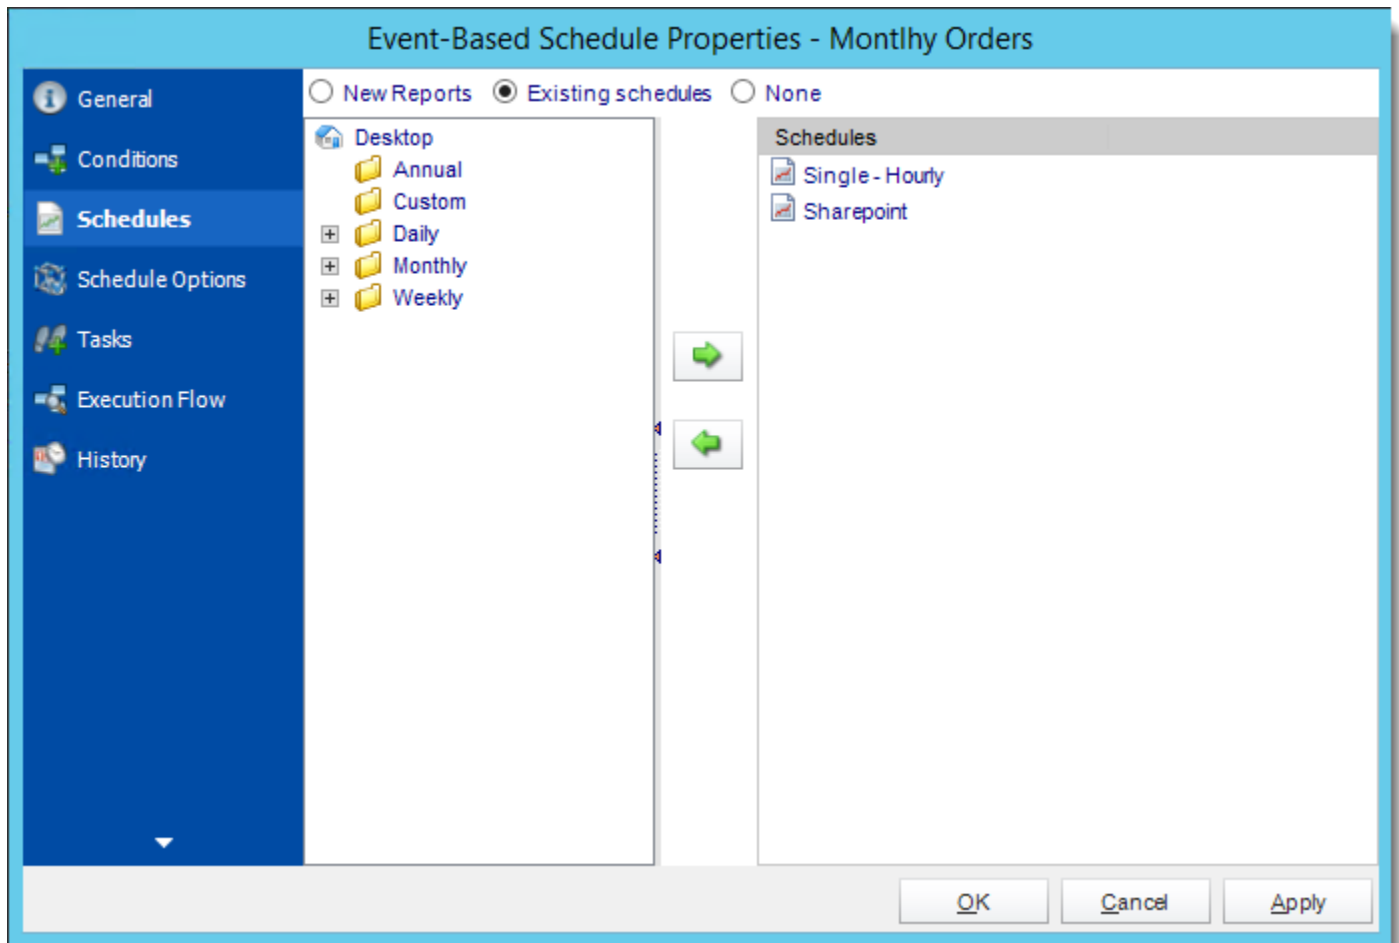 Event-Based Schedule Properties - Montlhy Orders
General
Conditions
Schedules
Schedule Options
Tasks
Execution Flow
History
New Reports Existing schedules None
Desktop
Annual
Custom
Daily
Monthly
Weekly
Schedules
Single - Hourly
Sharepoint
OK Cancel Apply